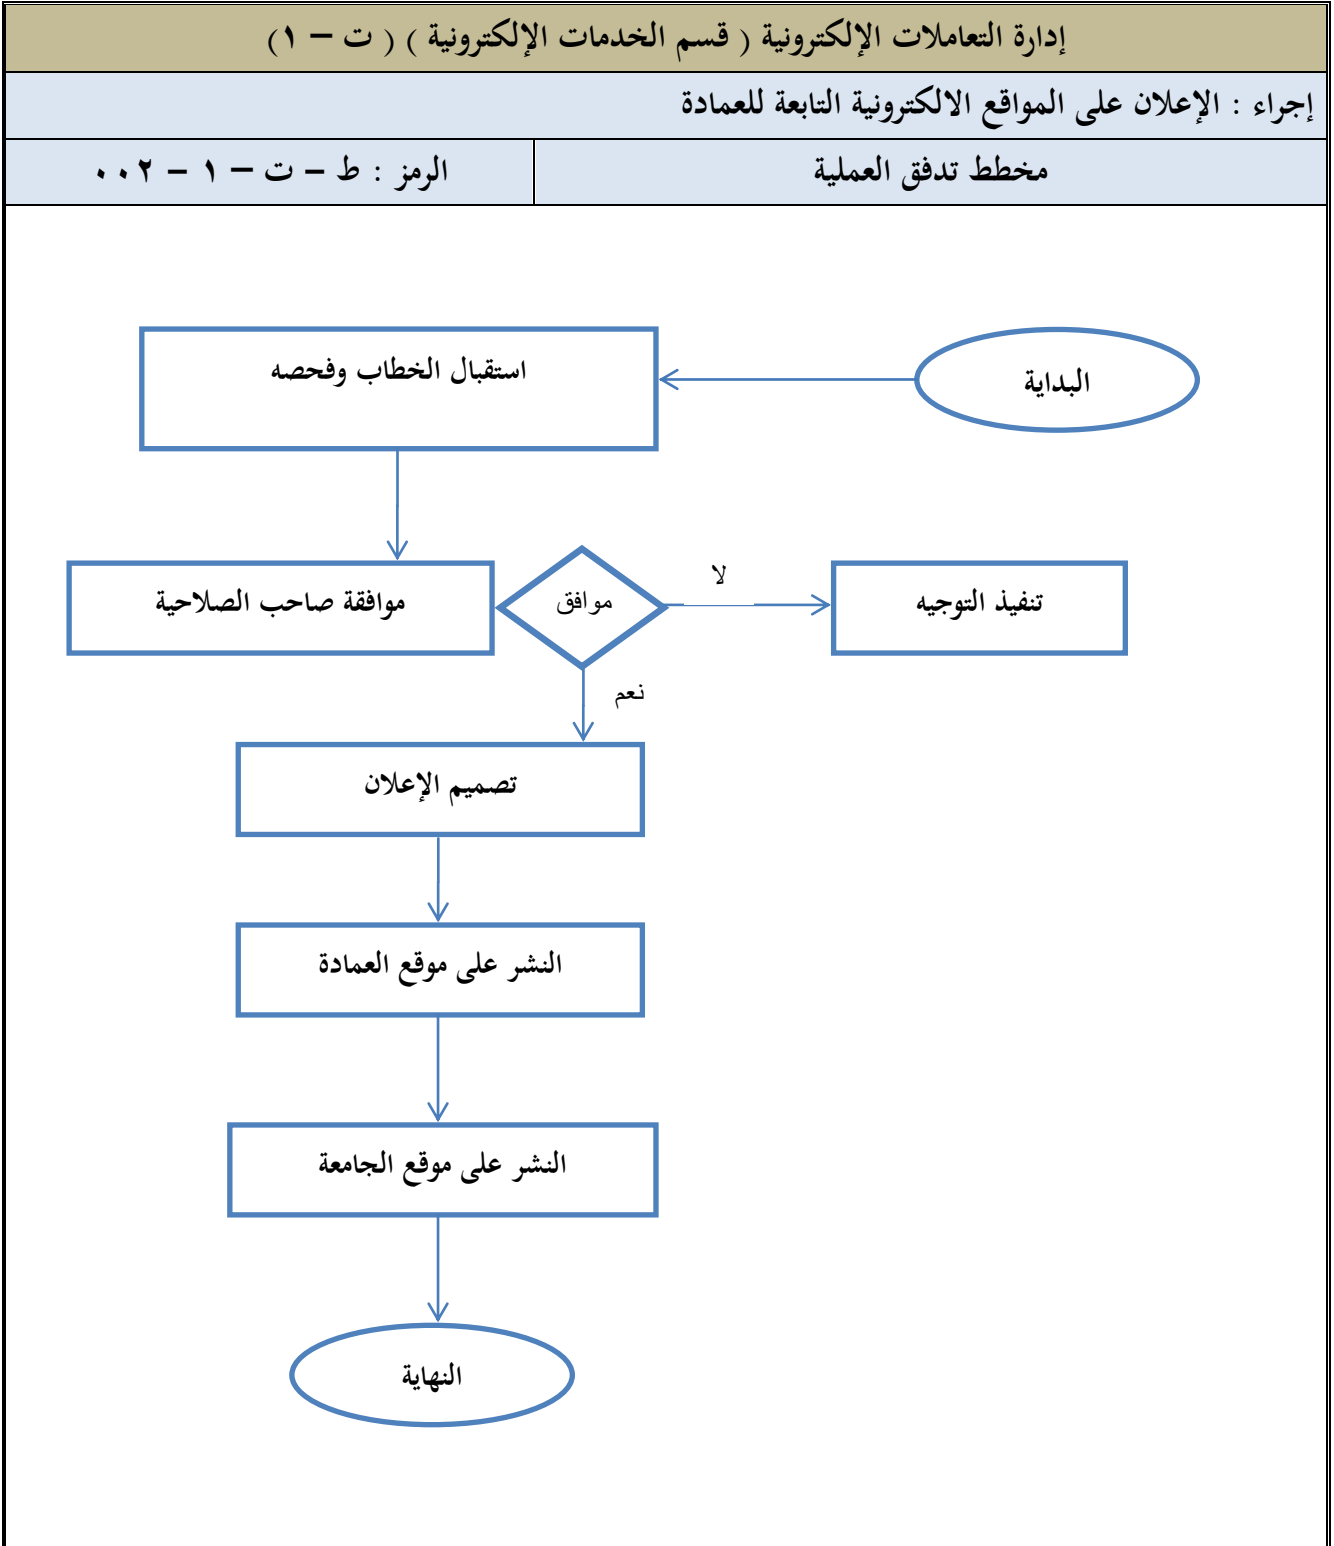 إدارة التعاملات الإلكترونية ( قسم الخدمات الإلكترونية ) ( ت – ١)
إجراء : الإعلان على المواقع الالكترونية التابعة للعمادة
مخطط تدفق العملية
الرمز : ط – ت – ١ – ٠٠٢
البداية
استقبال الخطاب وفحصه
موافقة صاحب الصلاحية
موافق
لا
تنفيذ التوجيه
نعم
تصميم الإعلان
النشر على موقع العمادة
النشر على موقع الجامعة
النهاية